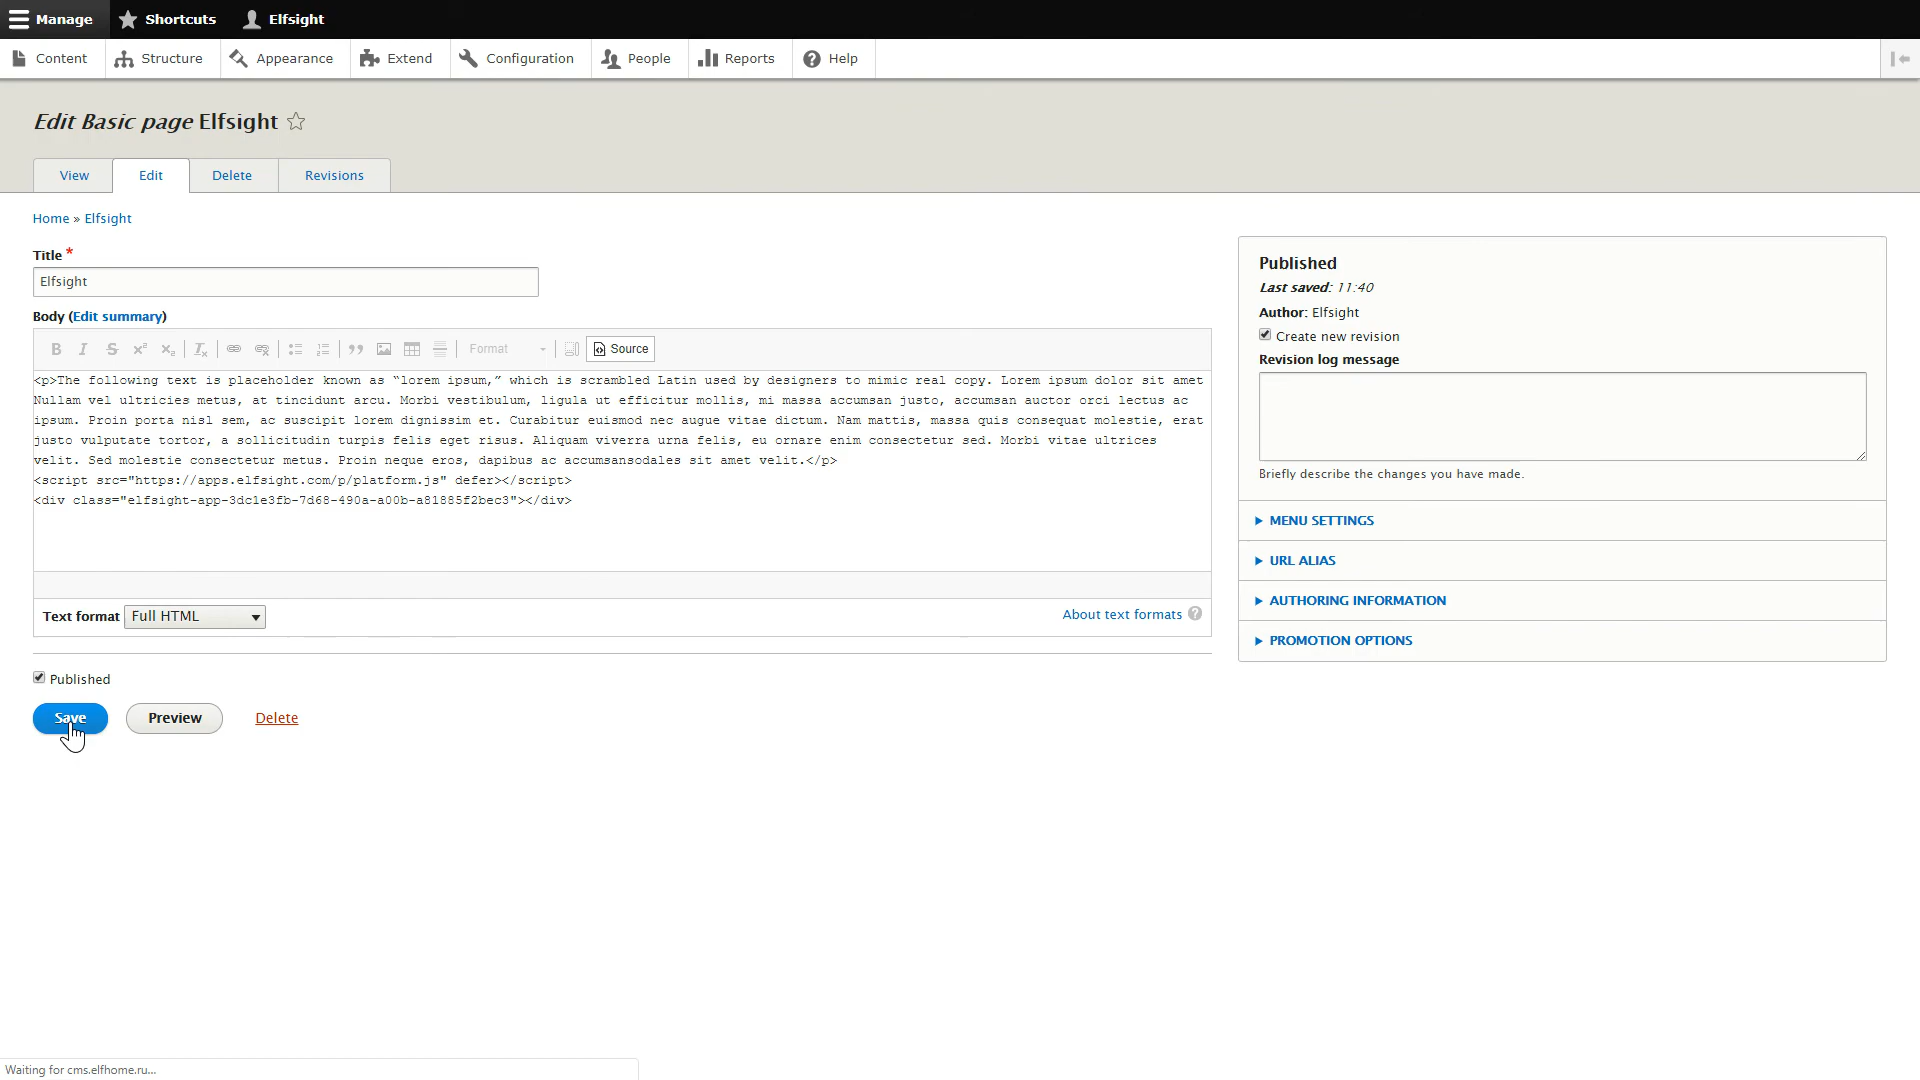 Manage Shortcuts Elfsight
Content Structure Appearance Extend Configuration People Reports Help
Edit Basic page Elfsight
View Edit Delete Revisions
Home » Elfsight
Title *
Elfsight
Body (Edit summary)
Format Source
<p>The following text is placeholder known as “lorem ipsum,” which is scrambled Latin used by designers to mimic real copy. Lorem ipsum dolor sit amet
Nullam vel ultricies metus, at tincidunt arcu. Morbi vestibulum, ligula ut efficitur mollis, mi massa accumsan justo, accumsan auctor orci lectus ac
ipsum. Proin porta nisl sem, ac suscipit lorem dignissim et. Curabitur euismod nec augue vitae dictum. Nam mattis, massa quis consequat molestie, erat
justo vulputate tortor, a sollicitudin turpis felis eget risus. Aliquam viverra urna felis, eu ornare enim consectetur sed. Morbi vitae ultrices
velit. Sed molestie consectetur metus. Proin neque eros, dapibus ac accumsansodales sit amet velit.</p>
<script src="https://apps.elfsight.com/p/platform.js" defer></script>
<div class="elfsight-app-3dc1e3fb-7d68-490a-a00b-a81885f2bec3"></div>
Text format Full HTML About text formats ?
Published
Save Preview Delete
Published
Last saved: 11:40
Author: Elfsight
Create new revision
Revision log message
Briefly describe the changes you have made.
MENU SETTINGS
URL ALIAS
AUTHORING INFORMATION
PROMOTION OPTIONS
Waiting for cms.elfhome.ru...